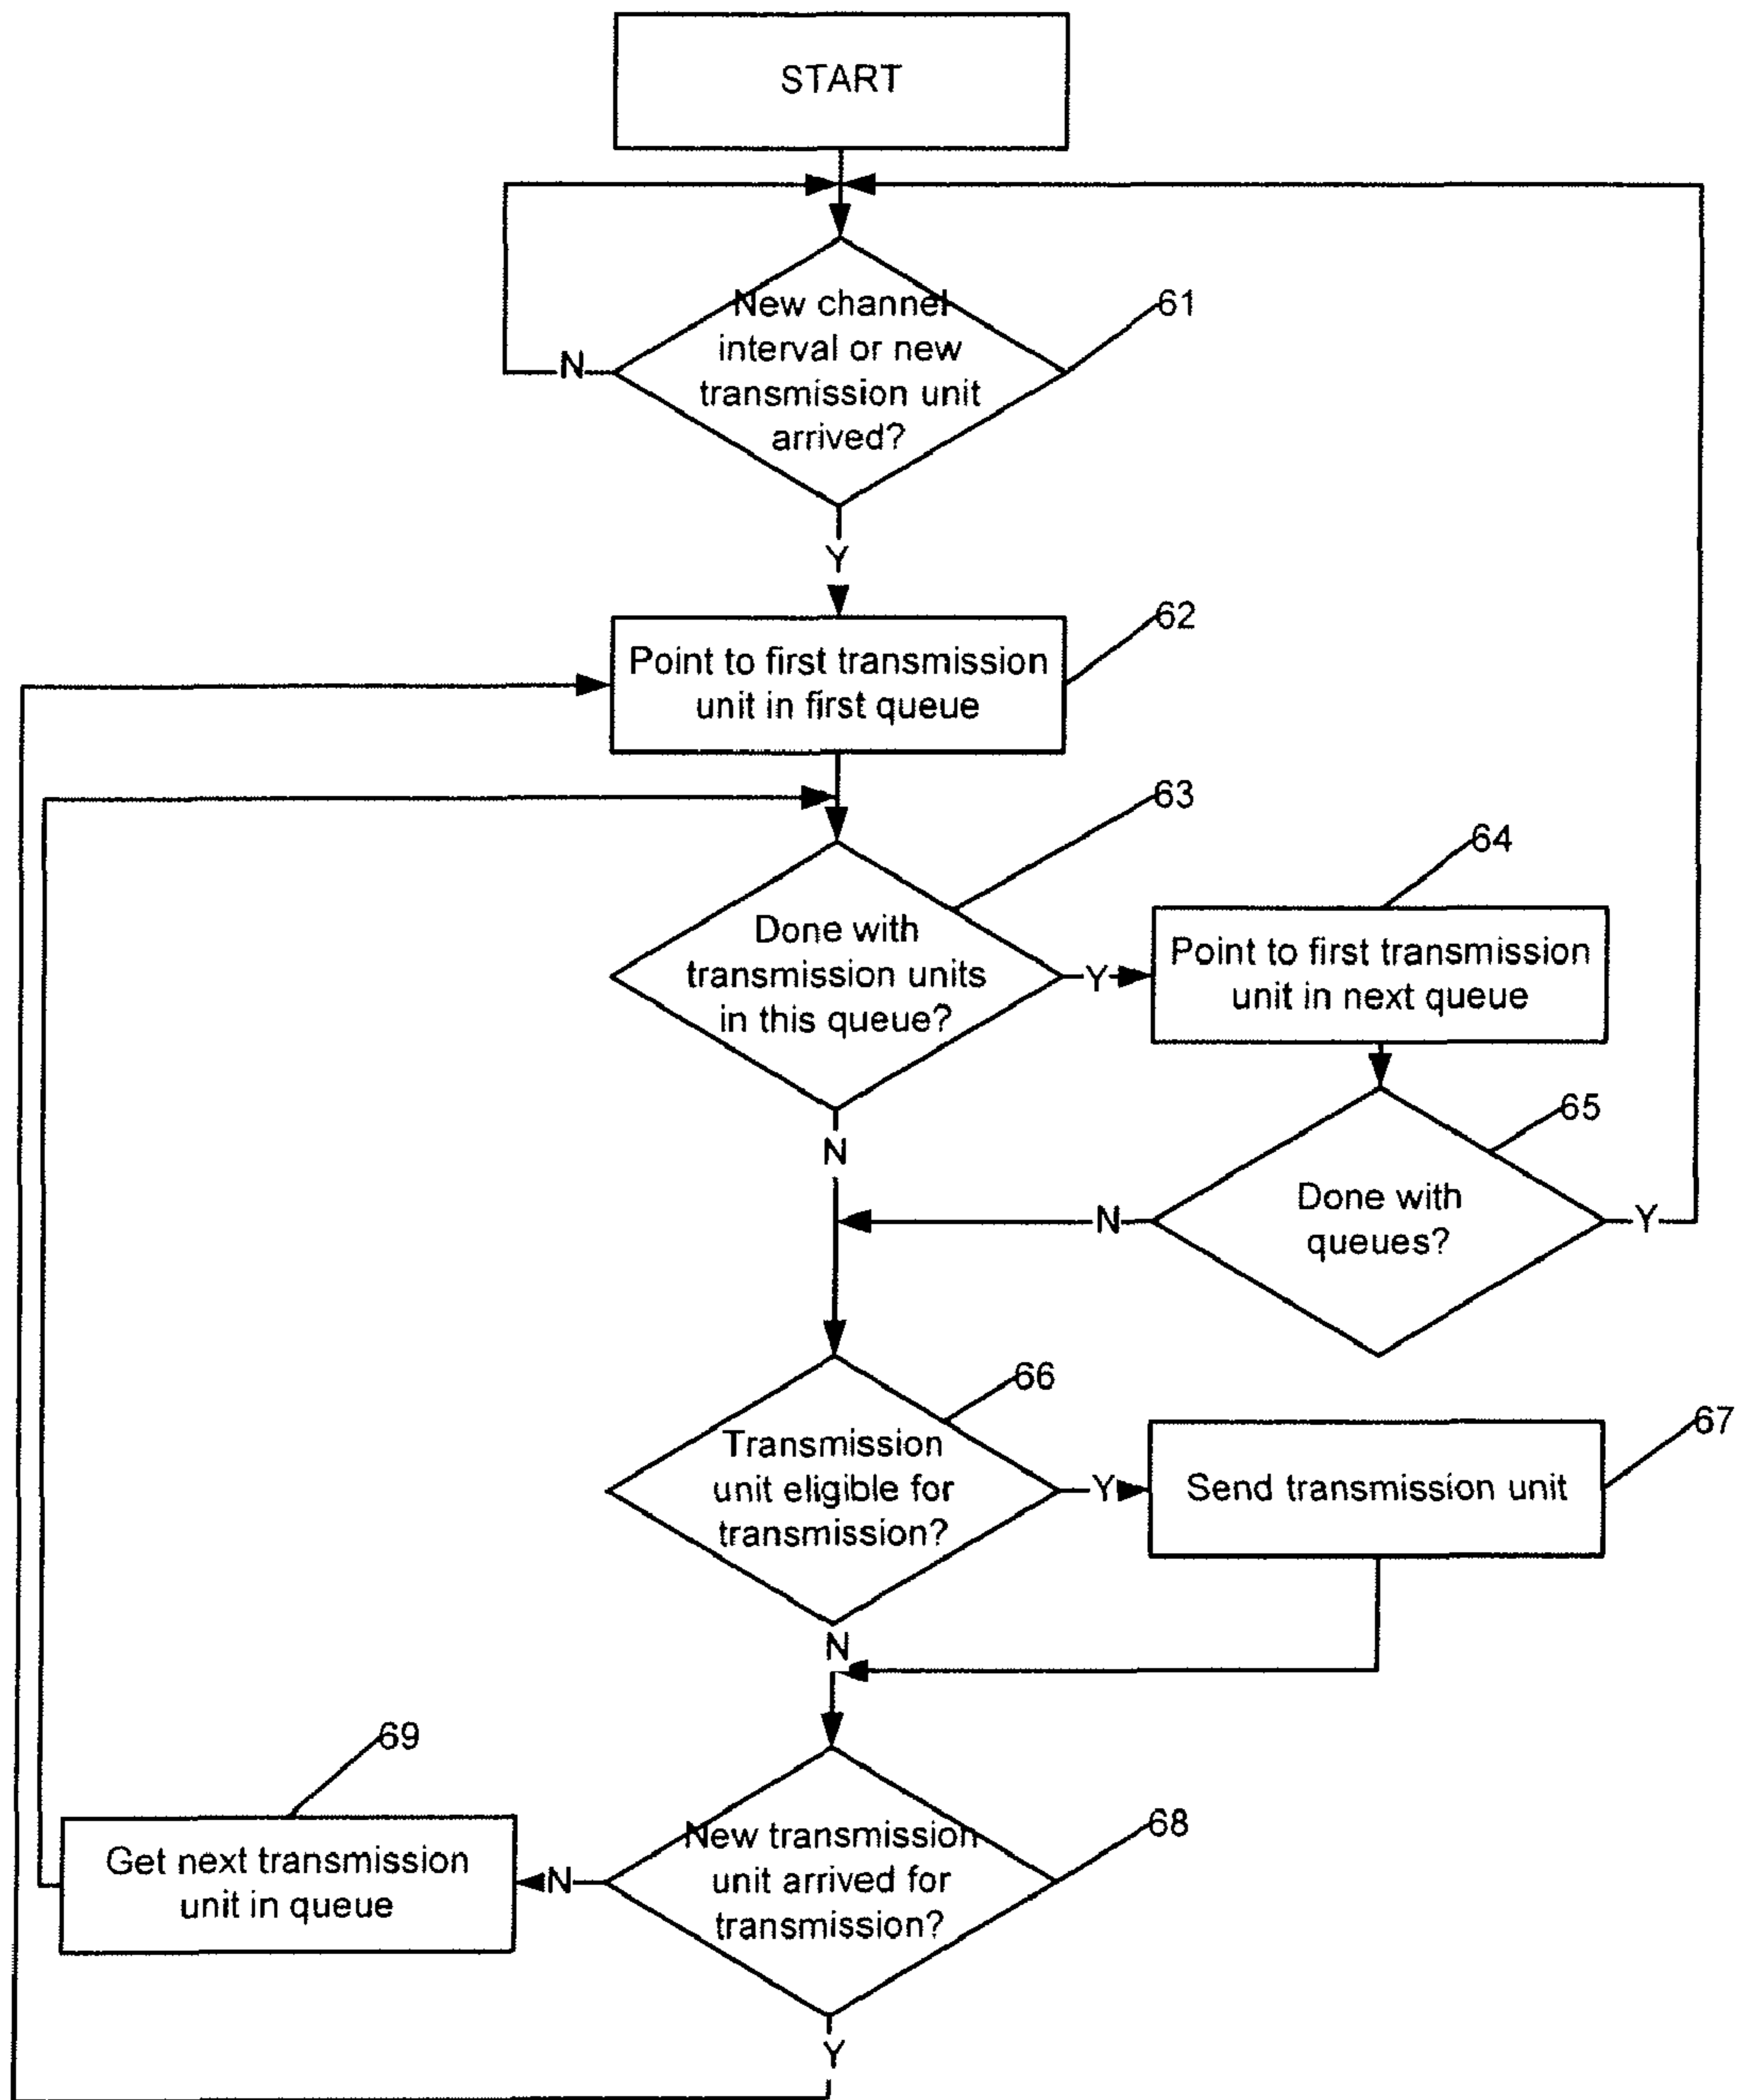 START
New channel
interval or new
transmission unit
arrived?
61
N
Y
62
Point to first transmission
unit in first queue
63
64
Done with
transmission units
in this queue?
Y
Point to first transmission
unit in next queue
N
65
Done with
queues?
N
Y
66
67
Transmission
unit eligible for
transmission?
Y
Send transmission unit
N
69
68
Get next transmission
unit in queue
N
New transmission
unit arrived for
transmission?
Y